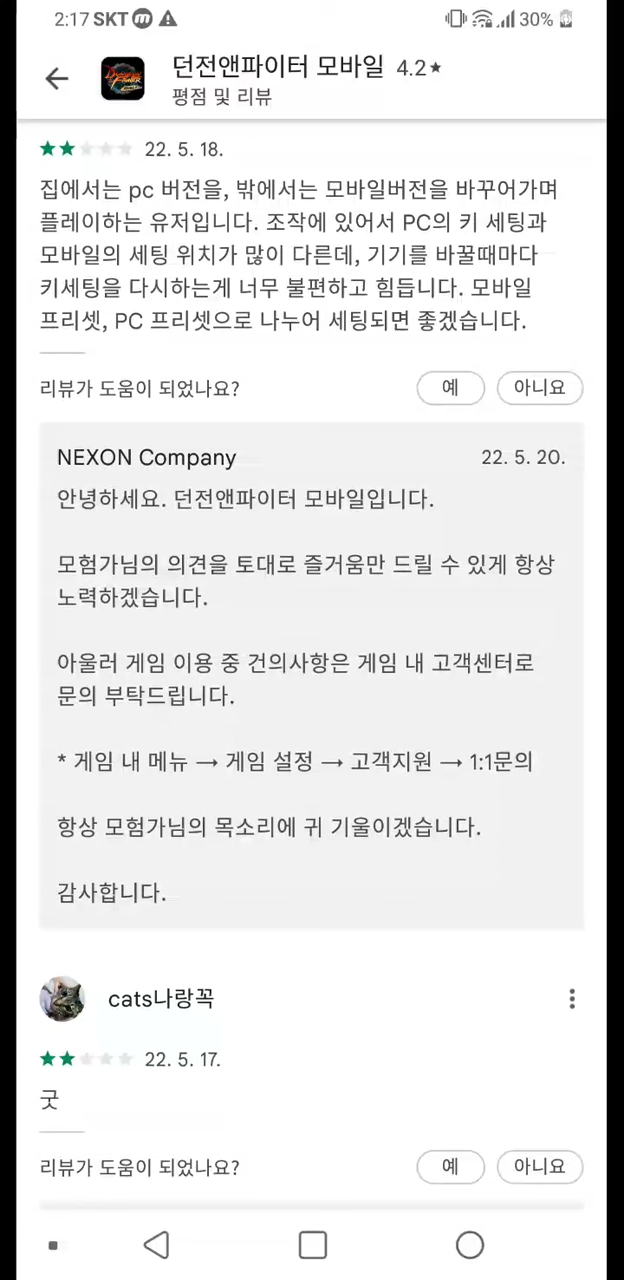 2:17 SKT m
30%
던전앤파이터 모바일 4.2★
평점 및 리뷰
22. 5. 18.
집에서는 pc 버전을, 밖에서는 모바일버전을 바꾸어가며
플레이하는 유저입니다. 조작에 있어서 PC의 키 세팅과
모바일의 세팅 위치가 많이 다른데, 기기를 바꿀때마다
키세팅을 다시하는게 너무 불편하고 힘듭니다. 모바일
프리셋, PC 프리셋으로 나누어 세팅되면 좋겠습니다.
리뷰가 도움이 되었나요? 예 아니요
NEXON Company 22. 5. 20.
안녕하세요. 던전앤파이터 모바일입니다.
모험가님의 의견을 토대로 즐거움만 드릴 수 있게 항상
노력하겠습니다.
아울러 게임 이용 중 건의사항은 게임 내 고객센터로
문의 부탁드립니다.
* 게임 내 메뉴 → 게임 설정 → 고객지원 → 1:1문의
항상 모험가님의 목소리에 귀 기울이겠습니다.
감사합니다.
cats나랑꼭
22. 5. 17.
굿
리뷰가 도움이 되었나요? 예 아니요